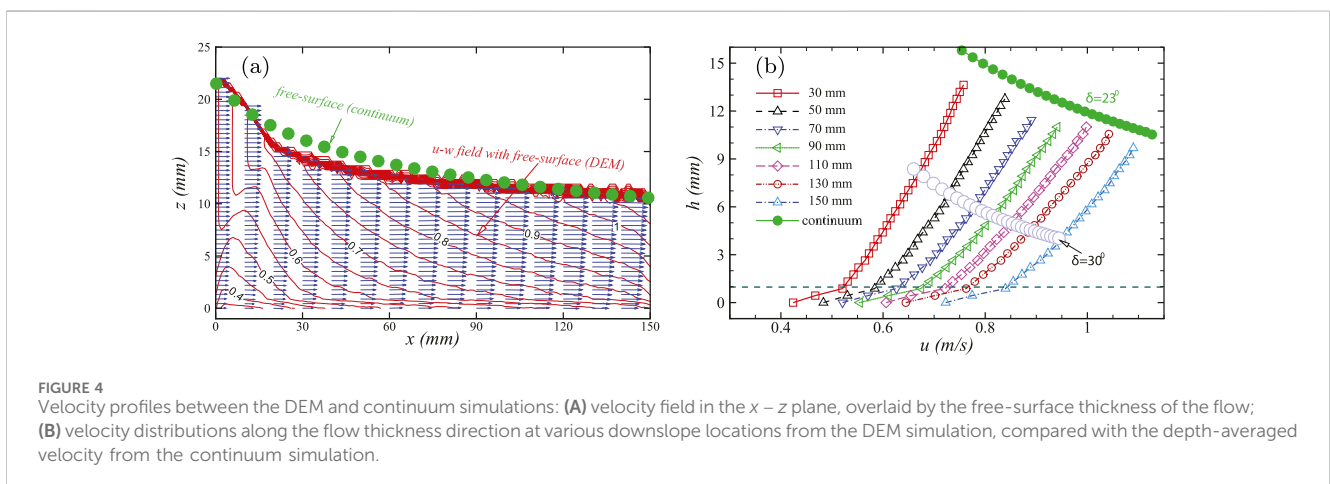 (a)
free-surface (continuum)
u-w field with free-surface (DEM)
0.4
0.5
0.6
0.7
0.8
0.9
1
z (mm)
25
20
15
10
5
0
0 30 60 90 120 150
x (mm)
(b)
30 mm
50 mm
70 mm
90 mm
110 mm
130 mm
150 mm
continuum
δ=23⁰
δ=30⁰
h (mm)
15
12
9
6
3
0
0.4 0.6 0.8 1
u (m/s)
FIGURE 4
Velocity profiles between the DEM and continuum simulations: (A) velocity field in the x – z plane, overlaid by the free-surface thickness of the flow;
(B) velocity distributions along the flow thickness direction at various downslope locations from the DEM simulation, compared with the depth-averaged
velocity from the continuum simulation.